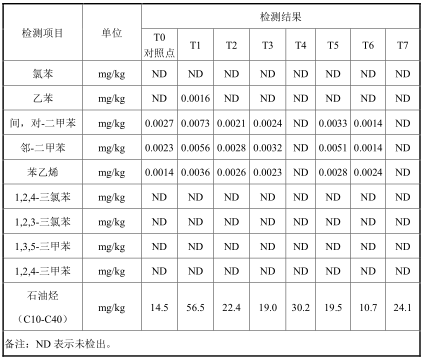 检测项目 单位 检测结果
T0 对照点 T1 T2 T3 T4 T5 T6 T7
氯苯 mg/kg ND ND ND ND ND ND ND ND
乙苯 mg/kg ND 0.0016 ND ND ND ND ND ND
间，对-二甲苯 mg/kg 0.0027 0.0073 0.0021 0.0024 ND 0.0033 0.0014 ND
邻-二甲苯 mg/kg 0.0023 0.0056 0.0028 0.0032 ND 0.0051 0.0014 ND
苯乙烯 mg/kg 0.0014 0.0036 0.0026 0.0023 ND 0.0028 0.0024 ND
1,2,4-三氯苯 mg/kg ND ND ND ND ND ND ND ND
1,2,3-三氯苯 mg/kg ND ND ND ND ND ND ND ND
1,3,5-三甲苯 mg/kg ND ND ND ND ND ND ND ND
1,2,4-三甲苯 mg/kg ND ND ND ND ND ND ND ND
石油烃（C10-C40） mg/kg 14.5 56.5 22.4 19.0 30.2 19.5 10.7 24.1
备注：ND 表示未检出。